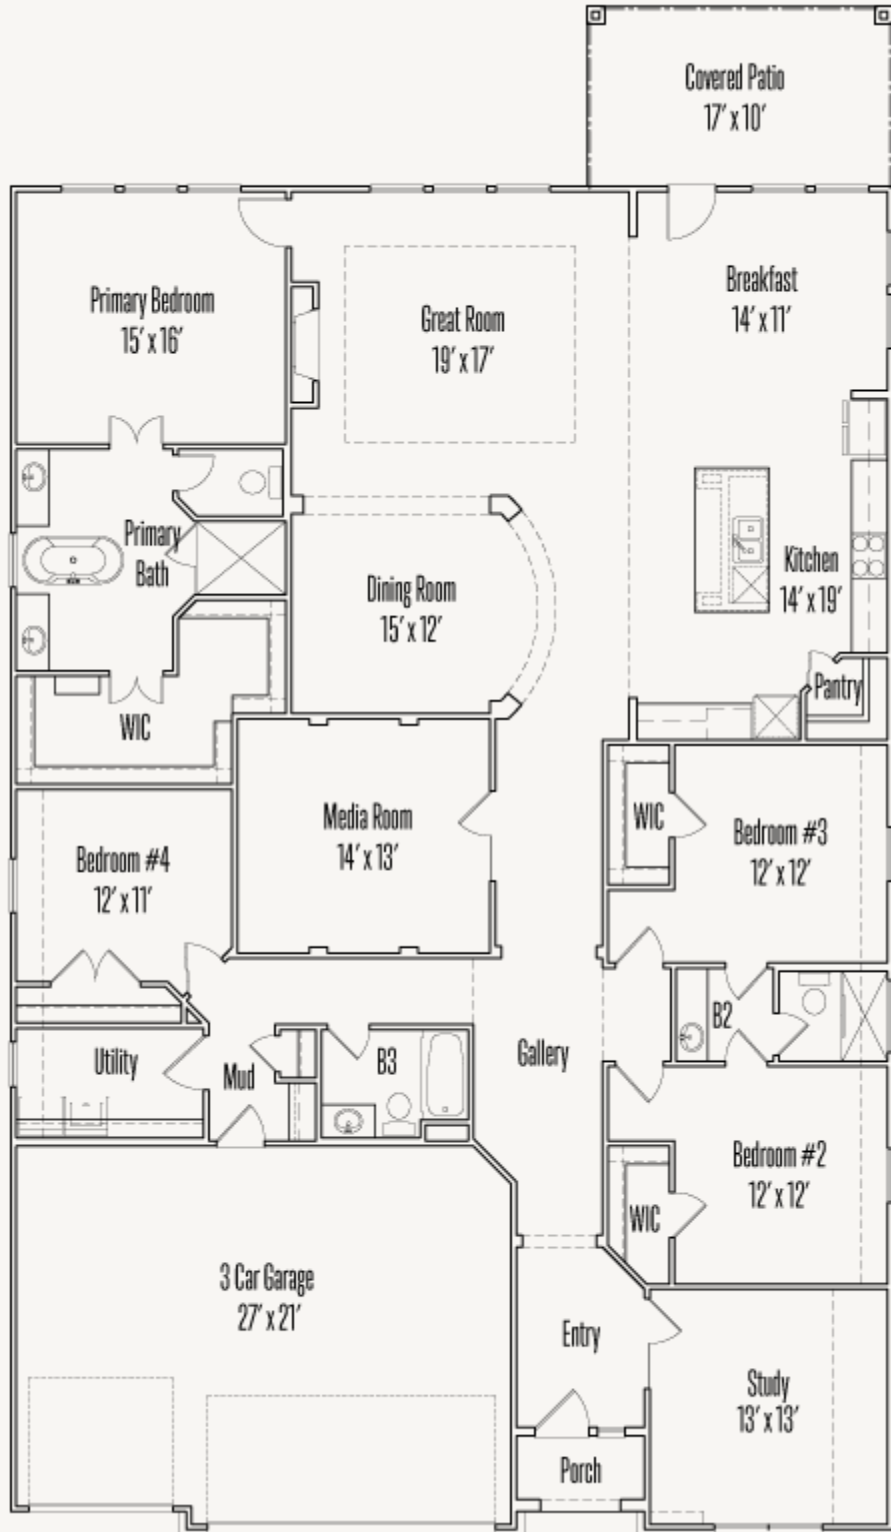 Covered Patio
17' x 10'
Primary Bedroom
15' x 16'
Great Room
19' x 17'
Breakfast
14' x 11'
Primary
Bath
Dining Room
15' x 12'
Kitchen
14' x 19'
Pantry
WIC
Media Room
14' x 13'
WIC
Bedroom #3
12' x 12'
Bedroom #4
12' x 11'
B2
Utility
Mud
B3
Gallery
Bedroom #2
12' x 12'
WIC
3 Car Garage
27' x 21'
Entry
Study
13' x 13'
Porch